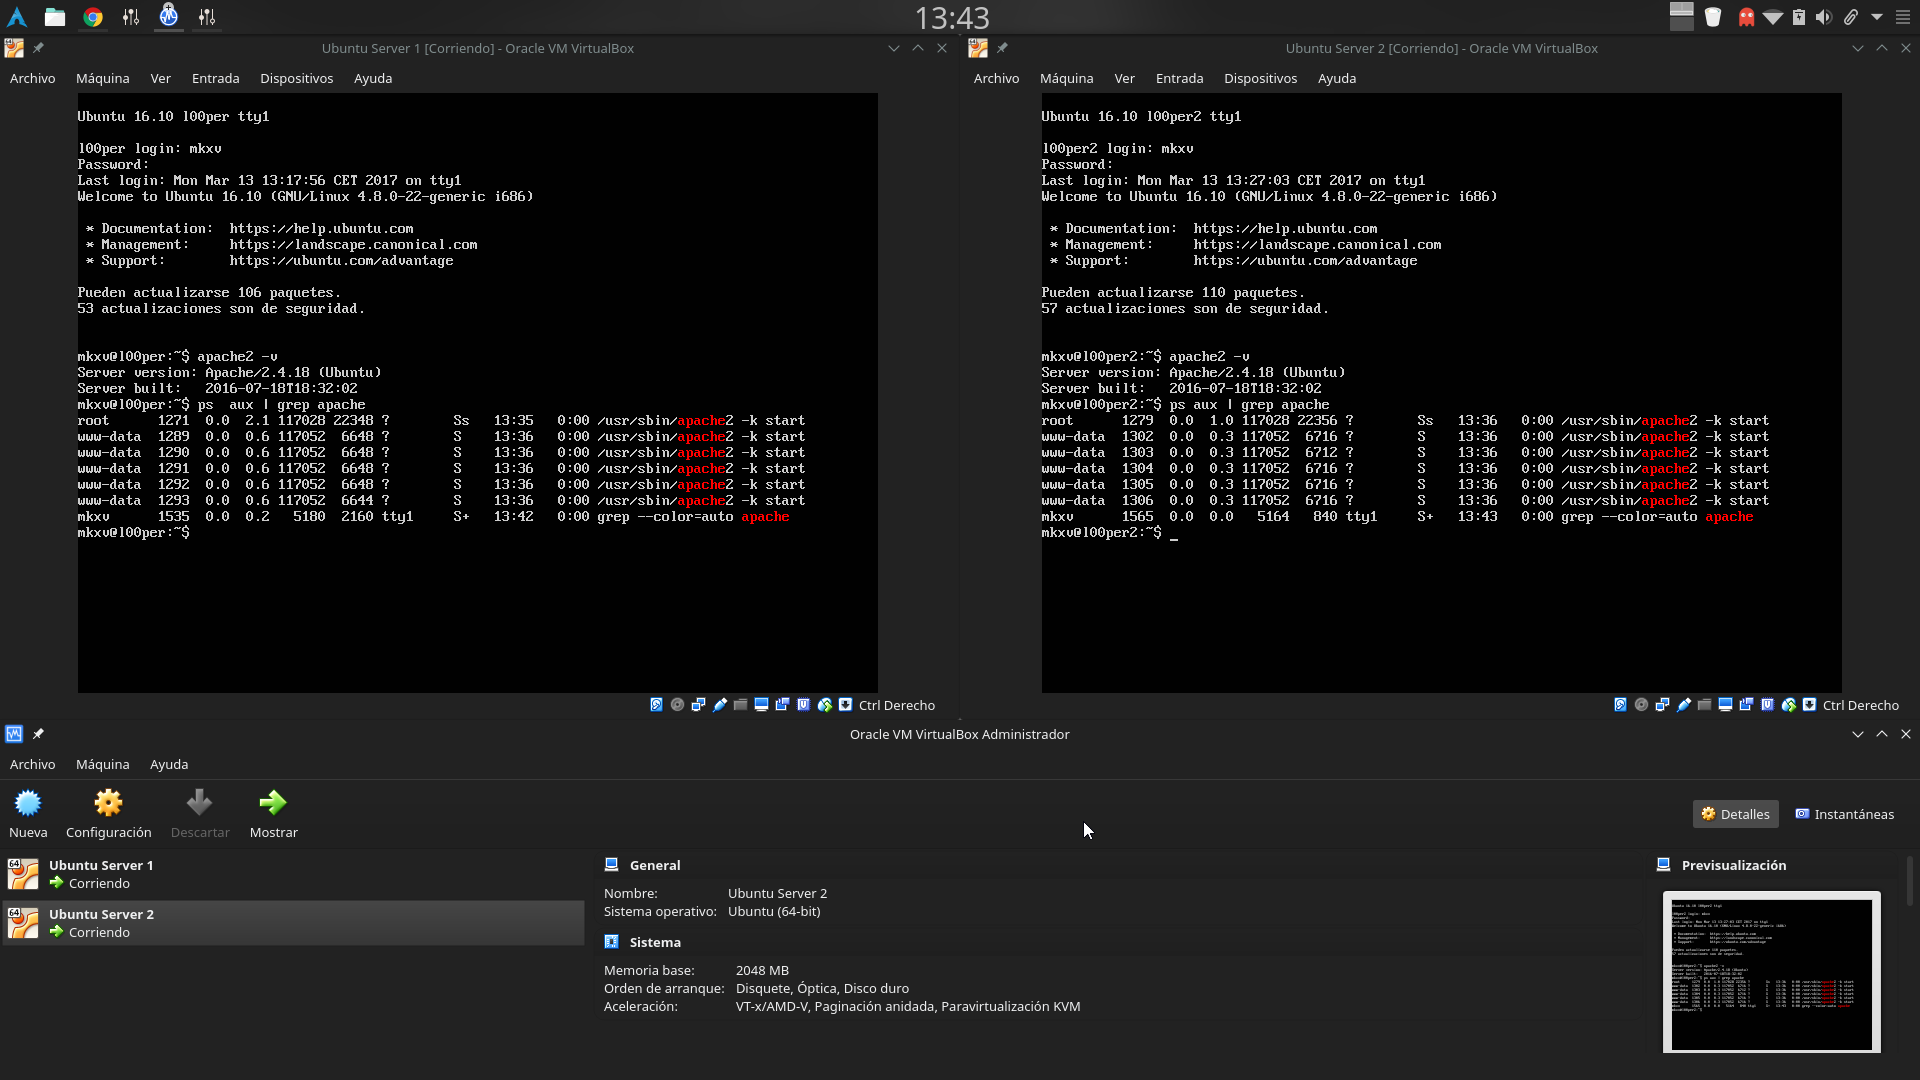 13:43
Ubuntu Server 1 [Corriendo] - Oracle VM VirtualBox
Archivo Máquina Ver Entrada Dispositivos Ayuda
Ubuntu 16.10 l00per tty1
l00per login: mkxv
Password:
Last login: Mon Mar 13 13:17:56 CET 2017 on tty1
Welcome to Ubuntu 16.10 (GNU/Linux 4.8.0-22-generic i686)
* Documentation: https://help.ubuntu.com
* Management: https://landscape.canonical.com
* Support: https://ubuntu.com/advantage
Pueden actualizarse 106 paquetes.
53 actualizaciones son de seguridad.
mkxv@l00per:~$ apache2 -v
Server version: Apache/2.4.18 (Ubuntu)
Server built: 2016-07-18T18:32:02
mkxv@l00per:~$ ps  aux | grep apache
root 1271 0.0 2.1 117028 22348 ? Ss 13:35 0:00 /usr/sbin/apache2 -k start
www-data 1289 0.0 0.6 117052 6648 ? S 13:36 0:00 /usr/sbin/apache2 -k start
www-data 1290 0.0 0.6 117052 6648 ? S 13:36 0:00 /usr/sbin/apache2 -k start
www-data 1291 0.0 0.6 117052 6648 ? S 13:36 0:00 /usr/sbin/apache2 -k start
www-data 1292 0.0 0.6 117052 6648 ? S 13:36 0:00 /usr/sbin/apache2 -k start
www-data 1293 0.0 0.6 117052 6644 ? S 13:36 0:00 /usr/sbin/apache2 -k start
mkxv 1535 0.0 0.2 5180 2160 tty1 S+ 13:42 0:00 grep --color=auto apache
mkxv@l00per:~$
Ctrl Derecho
Ubuntu Server 2 [Corriendo] - Oracle VM VirtualBox
Archivo Máquina Ver Entrada Dispositivos Ayuda
Ubuntu 16.10 l00per2 tty1
l00per2 login: mkxv
Password:
Last login: Mon Mar 13 13:27:03 CET 2017 on tty1
Welcome to Ubuntu 16.10 (GNU/Linux 4.8.0-22-generic i686)
* Documentation: https://help.ubuntu.com
* Management: https://landscape.canonical.com
* Support: https://ubuntu.com/advantage
Pueden actualizarse 110 paquetes.
57 actualizaciones son de seguridad.
mkxv@l00per2:~$ apache2 -v
Server version: Apache/2.4.18 (Ubuntu)
Server built: 2016-07-18T18:32:02
mkxv@l00per2:~$ ps aux | grep apache
root 1279 0.0 1.0 117028 22356 ? Ss 13:36 0:00 /usr/sbin/apache2 -k start
www-data 1302 0.0 0.3 117052 6716 ? S 13:36 0:00 /usr/sbin/apache2 -k start
www-data 1303 0.0 0.3 117052 6712 ? S 13:36 0:00 /usr/sbin/apache2 -k start
www-data 1304 0.0 0.3 117052 6716 ? S 13:36 0:00 /usr/sbin/apache2 -k start
www-data 1305 0.0 0.3 117052 6716 ? S 13:36 0:00 /usr/sbin/apache2 -k start
www-data 1306 0.0 0.3 117052 6716 ? S 13:36 0:00 /usr/sbin/apache2 -k start
mkxv 1565 0.0 0.0 5164 840 tty1 S+ 13:43 0:00 grep --color=auto apache
mkxv@l00per2:~$ _
Ctrl Derecho
Oracle VM VirtualBox Administrador
Archivo Máquina Ayuda
Nueva Configuración Descartar Mostrar
Detalles Instantáneas
64 Ubuntu Server 1
Corriendo
64 Ubuntu Server 2
Corriendo
General
Nombre: Ubuntu Server 2
Sistema operativo: Ubuntu (64-bit)
Sistema
Memoria base: 2048 MB
Orden de arranque: Disquete, Óptica, Disco duro
Aceleración: VT-x/AMD-V, Paginación anidada, Paravirtualización KVM
Previsualización